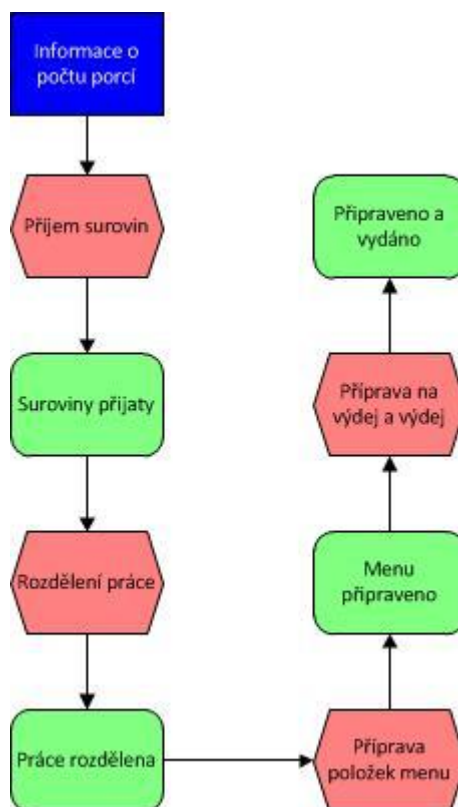 Informace o
počtu porcí
Příjem surovin
Suroviny přijaty
Rozdělení práce
Práce rozdělena
Příprava
položek menu
Menu
připraveno
Příprava na
výdej a výdej
Připraveno a
vydáno